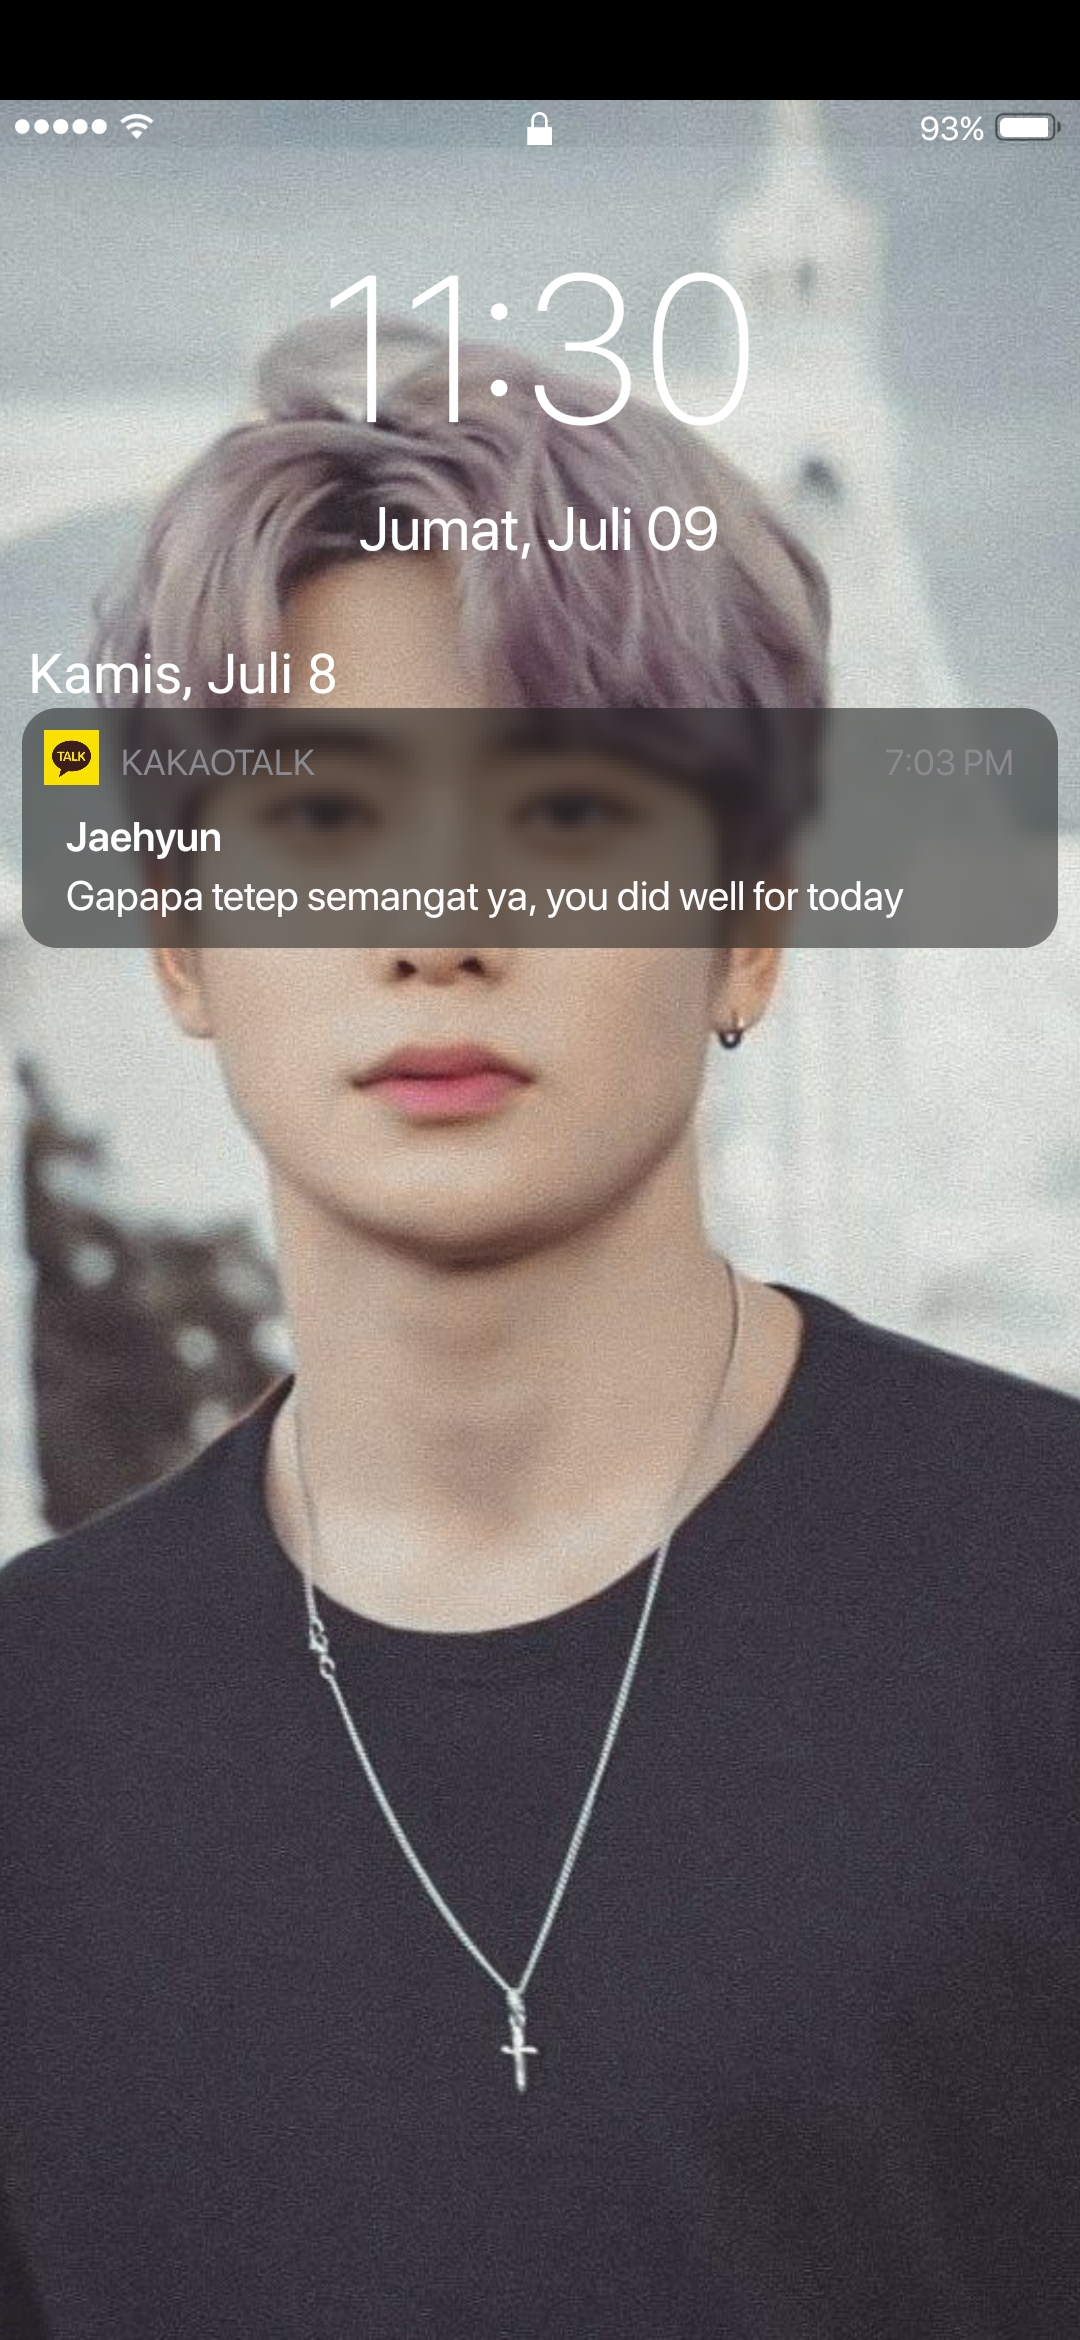 93%
11:30
Jumat, Juli 09
Kamis, Juli 8
TALK
KAKAOTALK
7:03 PM
Jaehyun
Gapapa tetep semangat ya, you did well for today